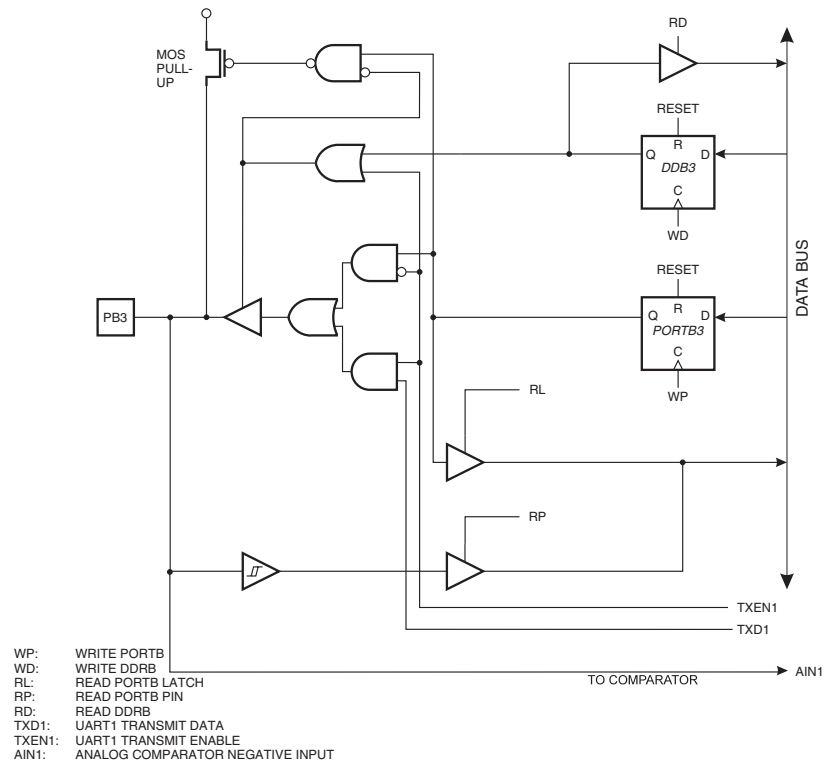 RD
MOS
PULL-
UP
RESET
R
Q
D
DDB3
C
WD
RESET
R
Q
D
PORTB3
C
WP
DATA BUS
PB3
RL
RP
TXEN1
TXD1
TO COMPARATOR
AIN1
WP: WRITE PORTB
WD: WRITE DDRB
RL: READ PORTB LATCH
RP: READ PORTB PIN
RD: READ DDRB
TXD1: UART1 TRANSMIT DATA
TXEN1: UART1 TRANSMIT ENABLE
AIN1: ANALOG COMPARATOR NEGATIVE INPUT